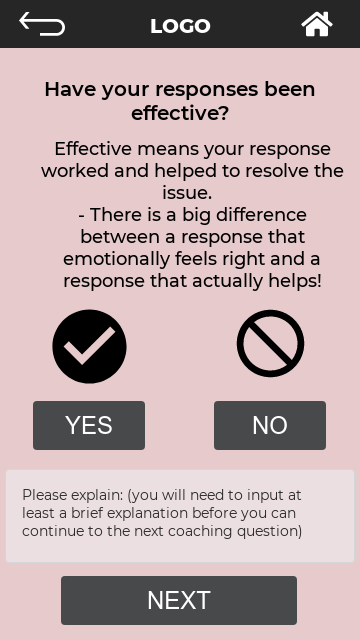 LOGO
Have your responses been
effective?
Effective means your response
worked and helped to resolve the
issue.
- There is a big difference
between a response that
emotionally feels right and a
response that actually helps!
YES
NO
Please explain: (you will need to input at
least a brief explanation before you can
continue to the next coaching question)
NEXT